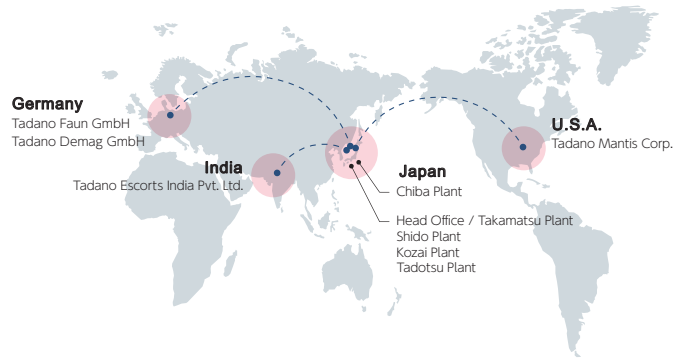 Germany
Tadano Faun GmbH
Tadano Demag GmbH
India
Tadano Escorts India Pvt. Ltd.
Japan
Chiba Plant
Head Office / Takamatsu Plant
Shido Plant
Kozai Plant
Tadotsu Plant
U.S.A.
Tadano Mantis Corp.